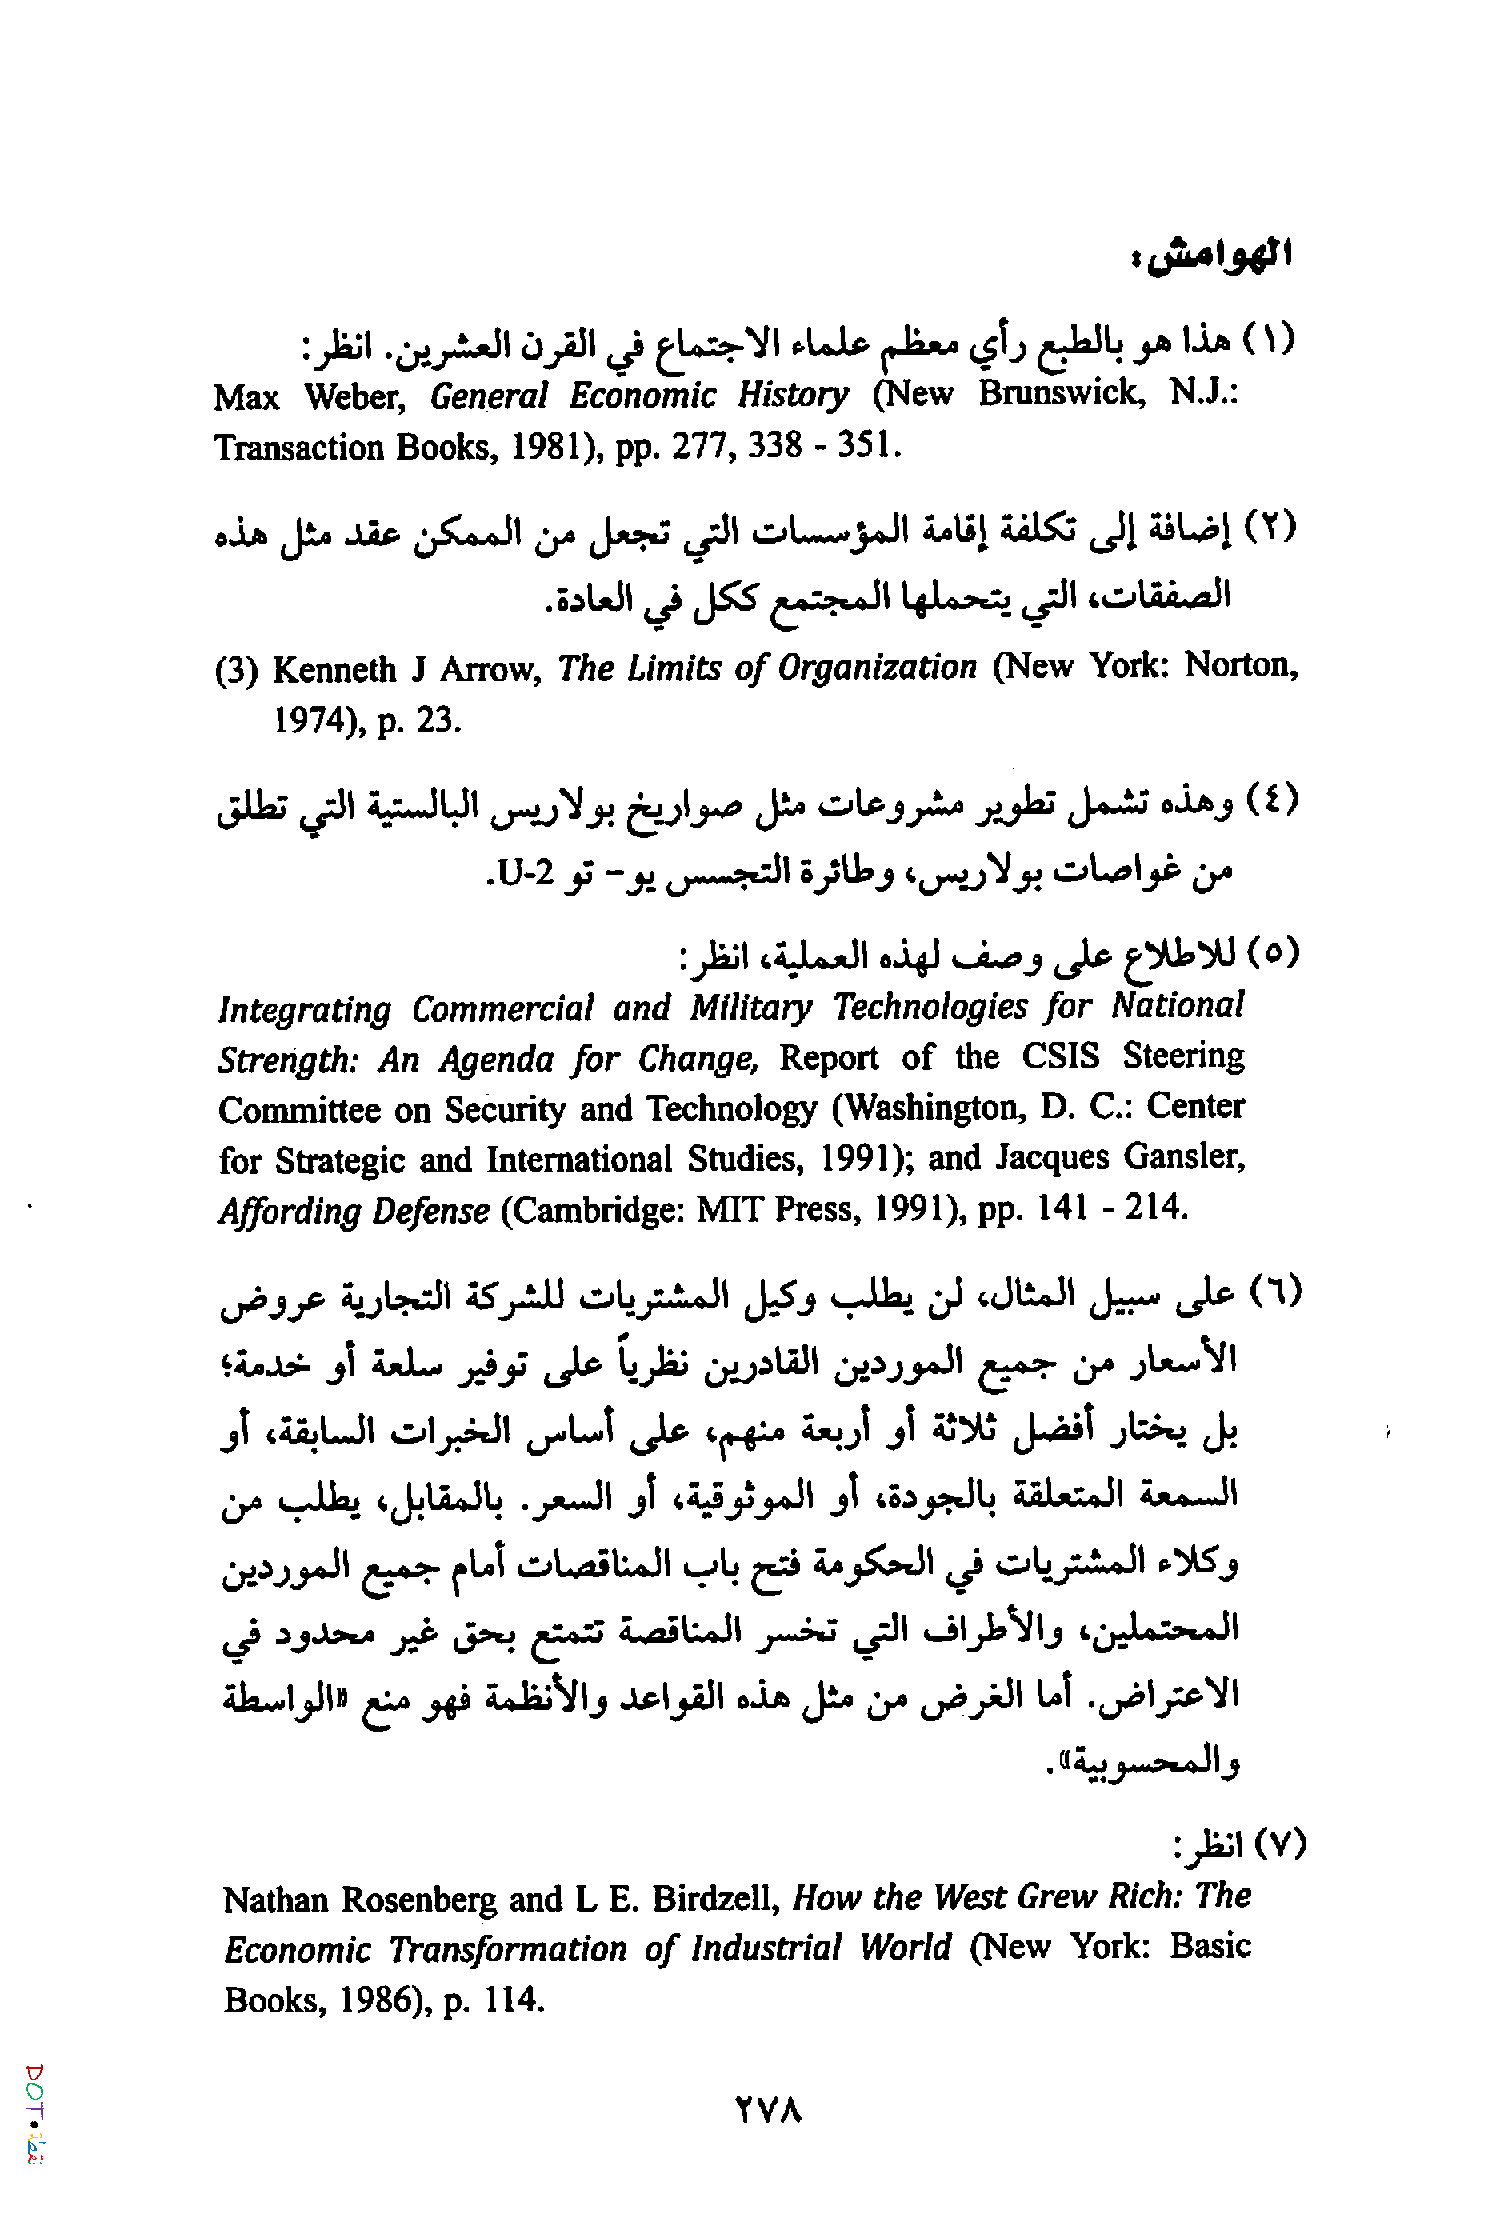 الهوامش:
(١) هذا هو بالطبع رأي معظم علماء الاجتماع في القرن العشرين. انظر:
Max Weber, General Economic History (New Brunswick, N.J.:
Transaction Books, 1981), pp. 277, 338 - 351.
(٢) إضافة إلى تكلفة إقامة المؤسسات التي تجعل من الممكن عقد مثل هذه
الصفقات، التي يتحملها المجتمع ككل في العادة.
(3) Kenneth J Arrow, The Limits of Organization (New York: Norton,
1974), p. 23.
(٤) وهذه تشمل تطوير مشروعات مثل صواريخ بولاريس البالستية التي تطلق
من غواصات بولاريس، وطائرة التجسس يو- تو U-2.
(٥) للاطلاع على وصف لهذه العملية، انظر:
Integrating Commercial and Military Technologies for National
Strength: An Agenda for Change, Report of the CSIS Steering
Committee on Security and Technology (Washington, D. C.: Center
for Strategic and International Studies, 1991); and Jacques Gansler,
Affording Defense (Cambridge: MIT Press, 1991), pp. 141 - 214.
(٦) على سبيل المثال، لن يطلب وكيل المشتريات للشركة التجارية عروض
الأسعار من جميع الموردين القادرين نظرياً على توفير سلعة أو خدمة؛
بل يختار أفضل ثلاثة أو أربعة منهم، على أساس الخبرات السابقة، أو
السمعة المتعلقة بالجودة، أو الموثوقية، أو السعر. بالمقابل، يطلب من
وكلاء المشتريات في الحكومة فتح باب المناقصات أمام جميع الموردين
المحتملين، والأطراف التي تخسر المناقصة تتمتع بحق غير محدود في
الاعتراض. أما الغرض من مثل هذه القواعد والأنظمة فهو منع «الواسطة
والمحسوبية».
(٧) انظر:
Nathan Rosenberg and L E. Birdzell, How the West Grew Rich: The
Economic Transformation of Industrial World (New York: Basic
Books, 1986), p. 114.
٢٧٨
DOT• نقطة